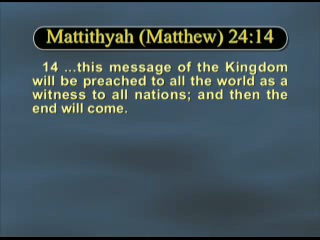 Mattithyah (Matthew) 24:14
14 ...this message of the Kingdom
will be preached to all the world as a
witness to all nations; and then the
end will come.